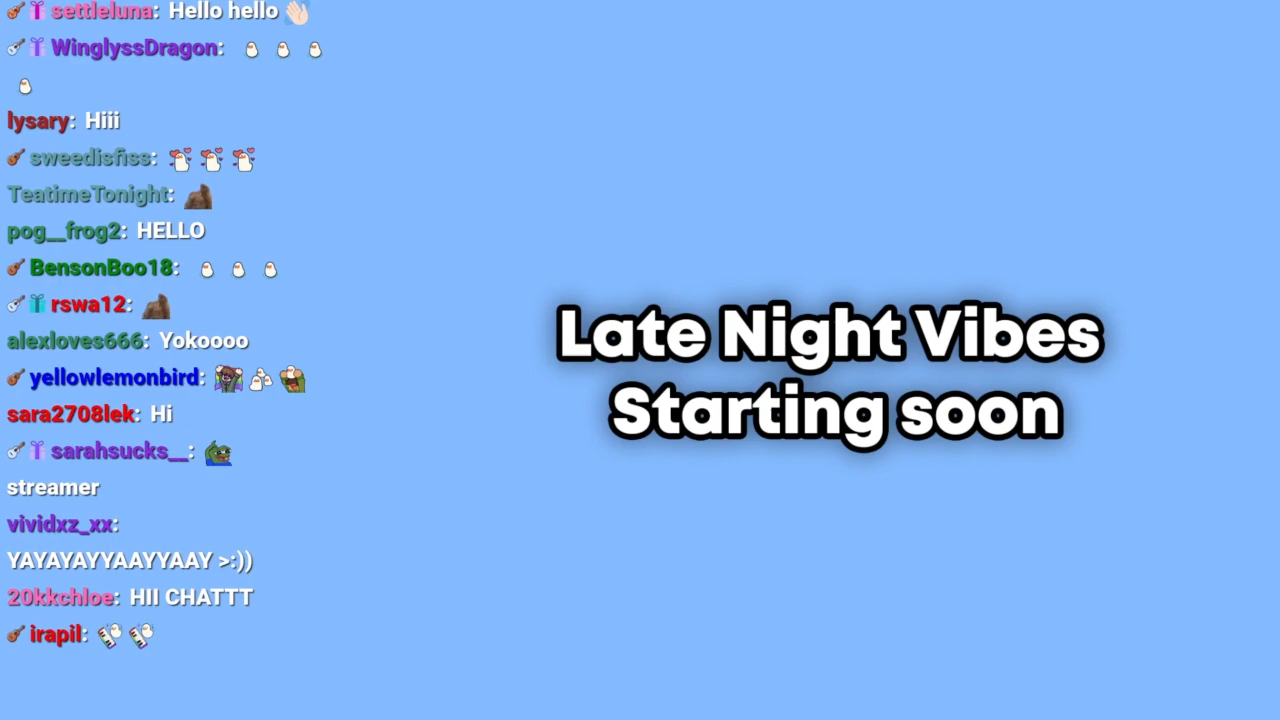 settleluna: Hello hello 👋🏻
WinglyssDragon:
lysary: Hiii
sweedisfiss:
TeatimeTonight:
pog__frog2: HELLO
BensonBoo18:
rswa12:
alexloves666: Yokoooo
yellowlemonbird:
sara2708lek: Hi
sarahsucks__:
streamer
vividxz_xx:
YAYAYAYYAAYYAAY >:))
20kkchloe: HII CHATTT
irapil:
Late Night Vibes
Starting soon